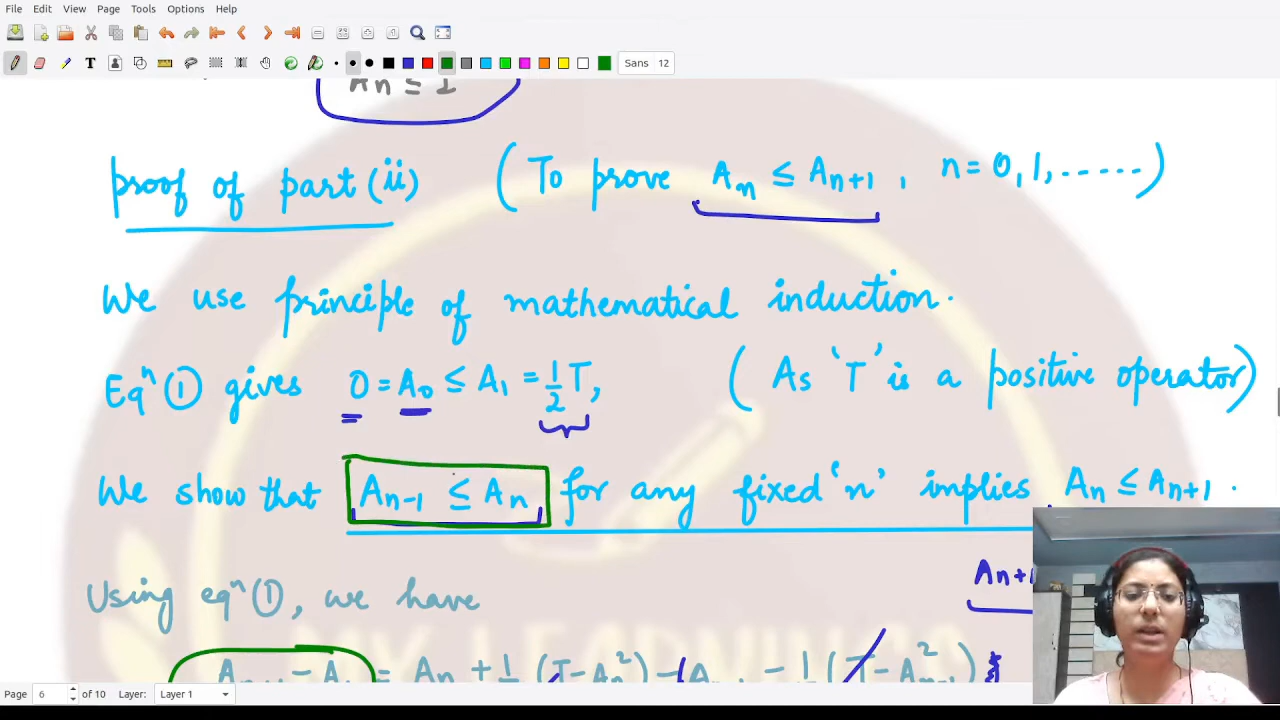 File Edit View Page Tools Options Help
Sans 12
An ≤ I
proof of part (ii) (To prove An ≤ An+1, n = 0, 1, .....)
We use principle of mathematical induction.
Eqⁿ ① gives 0 = A₀ ≤ A₁ = 1/2 T, (As 'T' is a positive operator)
We show that An-1 ≤ An for any fixed 'n' implies An ≤ An+1.
An+1
Using eqⁿ ①, we have
Page 6 of 10 Layer: Layer 1